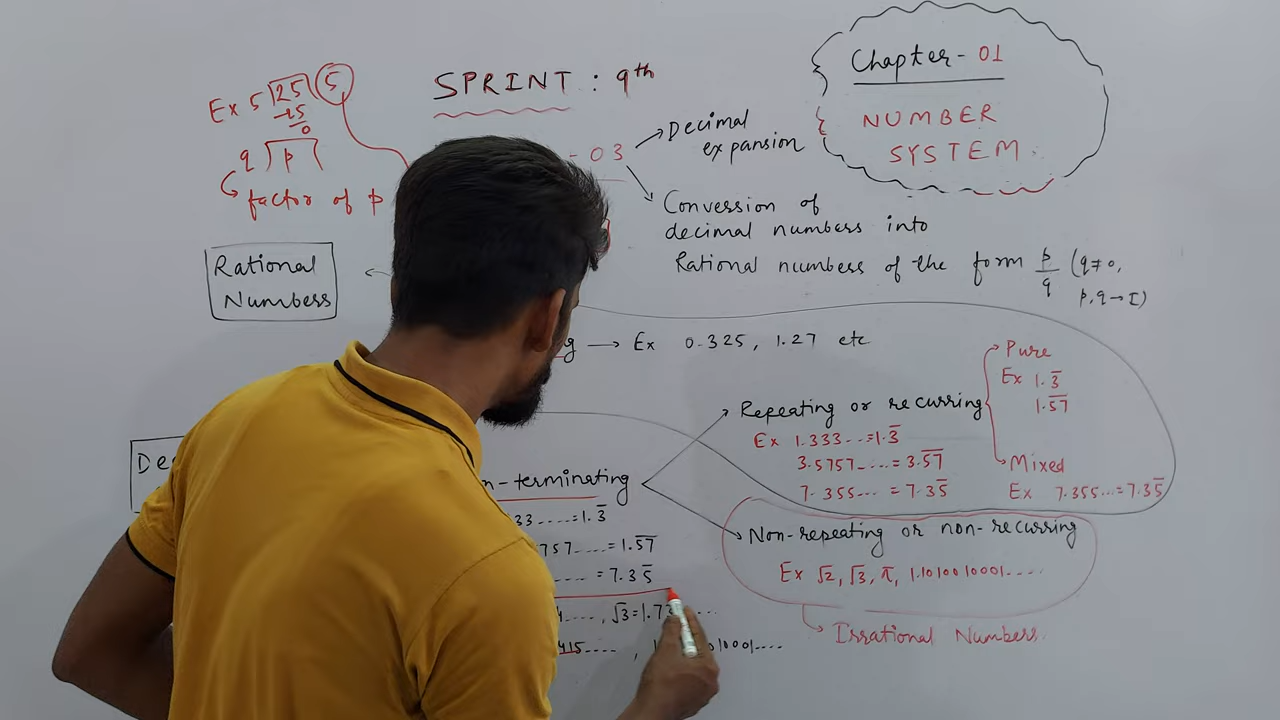 SPRINT : 9th
Chapter- 01
NUMBER
SYSTEM
Ex 5 25 5
-25
0
q p
factor of p
- 03
Decimal
expansion
Conversion of
decimal numbers into
Rational numbers of the form p/q (q≠0,
p,q→I)
Rational
Numbers
Ex 0.325, 1.27 etc
Repeating or recurring
Ex 1.333...=1.3̅
3.5757.....=3.5̅7̅
7.355... = 7.35̅
Pure
Ex 1.3̅
1.5̅7̅
Mixed
Ex 7.355...=7.35̅
n-terminating
33.....=1.3̅
757.....=1.5̅7̅
..... = 7.35̅
√3=1.73
415.....
0001....
Non-repeating or non-recurring
Ex √2, √3, π, 1.1010010001.....
Irrational Numbers